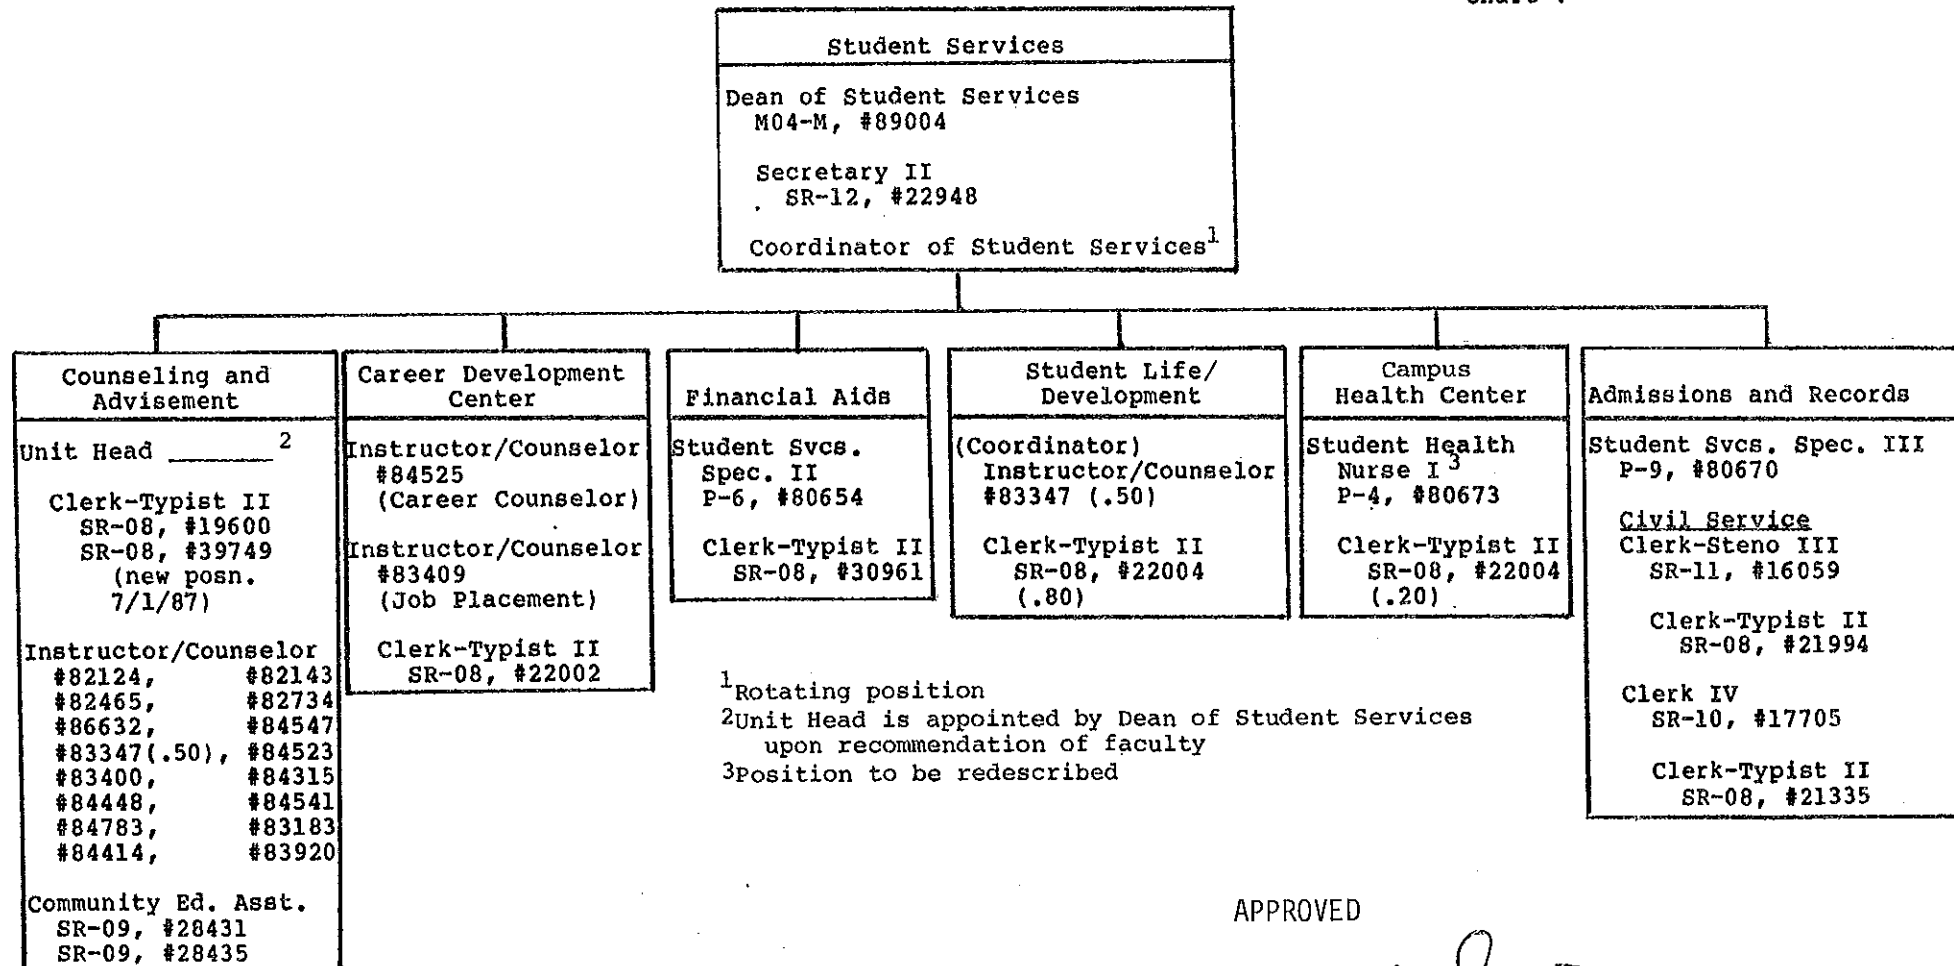 Student Services
Dean of Student Services
M04-M, #89004
Secretary II
SR-12, #22948
Coordinator of Student Services1
Counseling and
Advisement
Unit Head _______ 2
Clerk-Typist II
SR-08, #19600
SR-08, #39749
(new posn.
7/1/87)
Instructor/Counselor
#82124, #82143
#82465, #82734
#86632, #84547
#83347(.50), #84523
#83400, #84315
#84448, #84541
#84783, #83183
#84414, #83920
Community Ed. Asst.
SR-09, #28431
SR-09, #28435
Career Development
Center
Instructor/Counselor
#84525
(Career Counselor)
Instructor/Counselor
#83409
(Job Placement)
Clerk-Typist II
SR-08, #22002
Financial Aids
Student Svcs.
Spec. II
P-6, #80654
Clerk-Typist II
SR-08, #30961
Student Life/
Development
(Coordinator)
Instructor/Counselor
#83347 (.50)
Clerk-Typist II
SR-08, #22004
(.80)
Campus
Health Center
Student Health
Nurse I 3
P-4, #80673
Clerk-Typist II
SR-08, #22004
(.20)
Admissions and Records
Student Svcs. Spec. III
P-9, #80670
Civil Service
Clerk-Steno III
SR-11, #16059
Clerk-Typist II
SR-08, #21994
Clerk IV
SR-10, #17705
Clerk-Typist II
SR-08, #21335
1Rotating position
2Unit Head is appointed by Dean of Student Services
upon recommendation of faculty
3Position to be redescribed
APPROVED